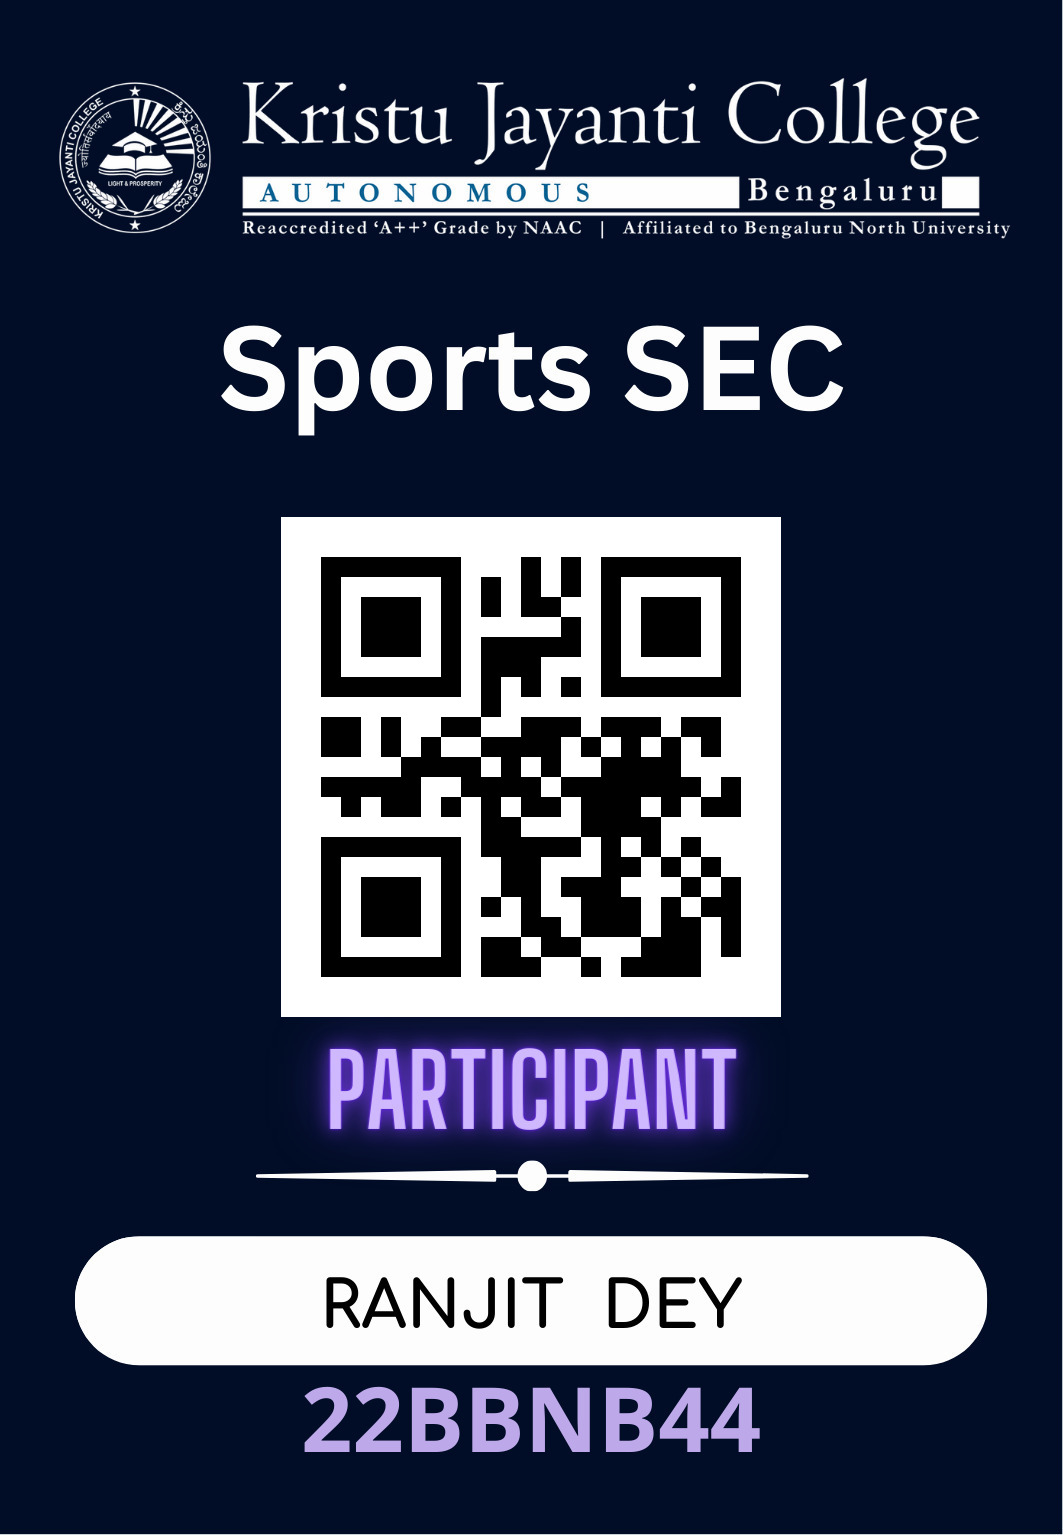 KRISTU JAYANTI COLLEGE
ಕ್ರಿಸ್ತು ಜಯಂತಿ ಕಾಲೇಜು
LIGHT & PROSPERITY
Kristu Jayanti College
AUTONOMOUS Bengaluru
Reaccredited ‘A++’ Grade by NAAC | Affiliated to Bengaluru North University
Sports SEC
PARTICIPANT
RANJIT DEY
22BBNB44